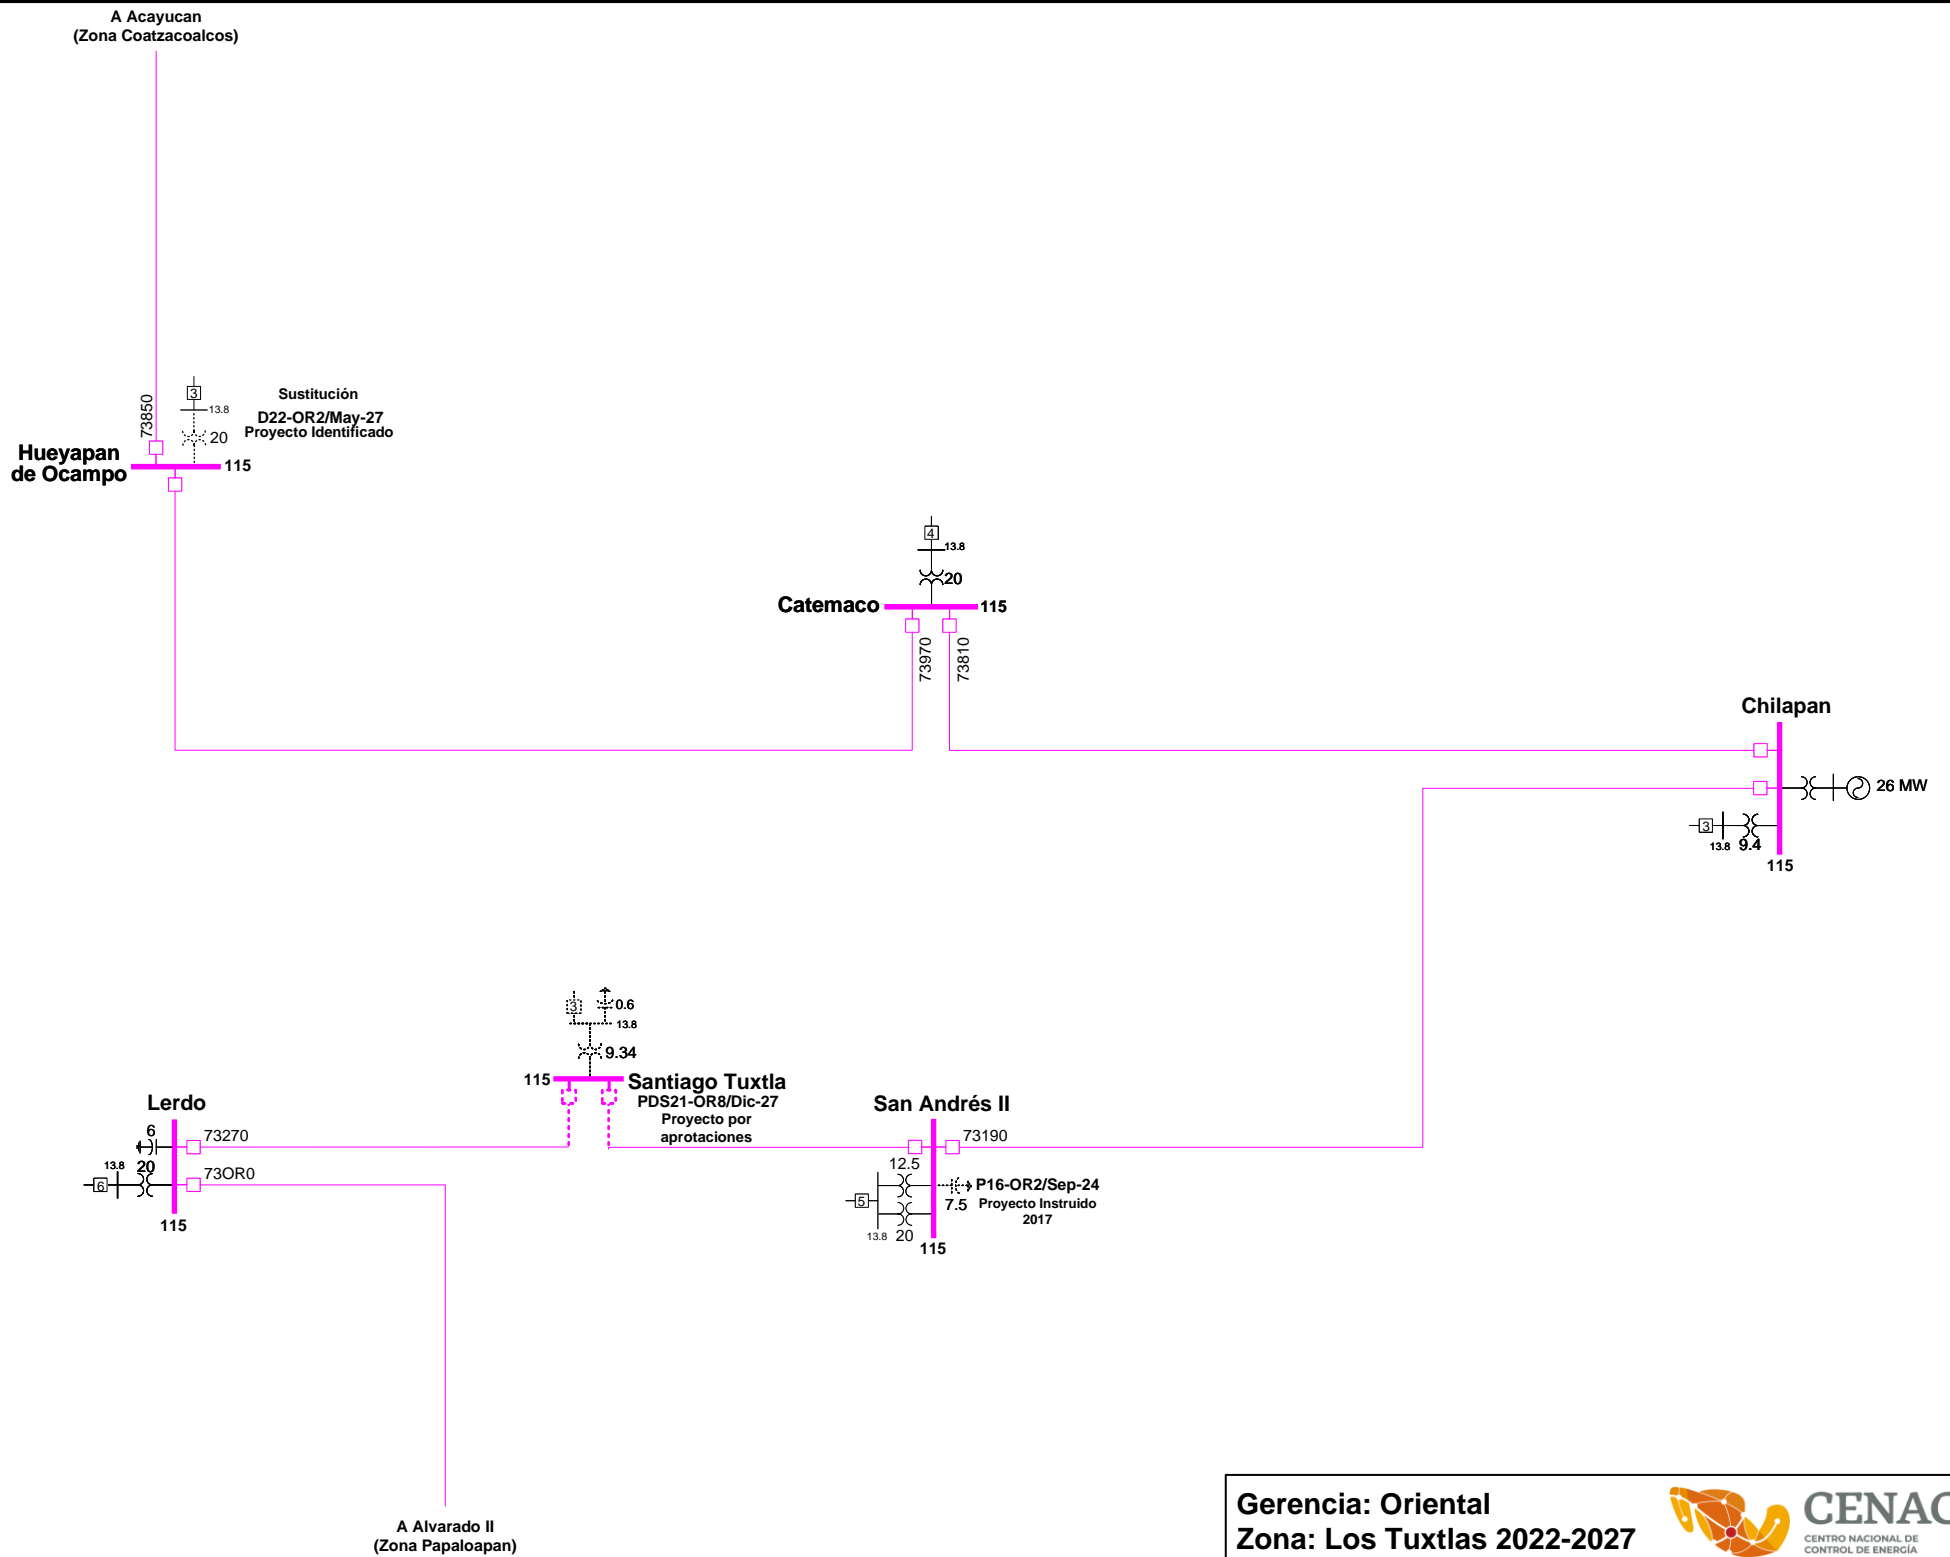 A Acayucan
(Zona Coatzacoalcos)
73850
3
13.8
20
Sustitución
D22-OR2/May-27
Proyecto Identificado
Hueyapan
de Ocampo
115
4
13.8
20
Catemaco
115
73970
73810
Chilapan
26 MW
3
13.8
9.4
115
3
0.6
13.8
9.34
115
Santiago Tuxtla
PDS21-OR8/Dic-27
Proyecto por
aprotaciones
Lerdo
6
73270
13.8
20
6
73OR0
115
San Andrés II
73190
12.5
5
P16-OR2/Sep-24
7.5
Proyecto Instruido
2017
13.8
20
115
A Alvarado II
(Zona Papaloapan)
Gerencia: Oriental
Zona: Los Tuxtlas 2022-2027
CENAC
CENTRO NACIONAL DE
CONTROL DE ENERGÍA